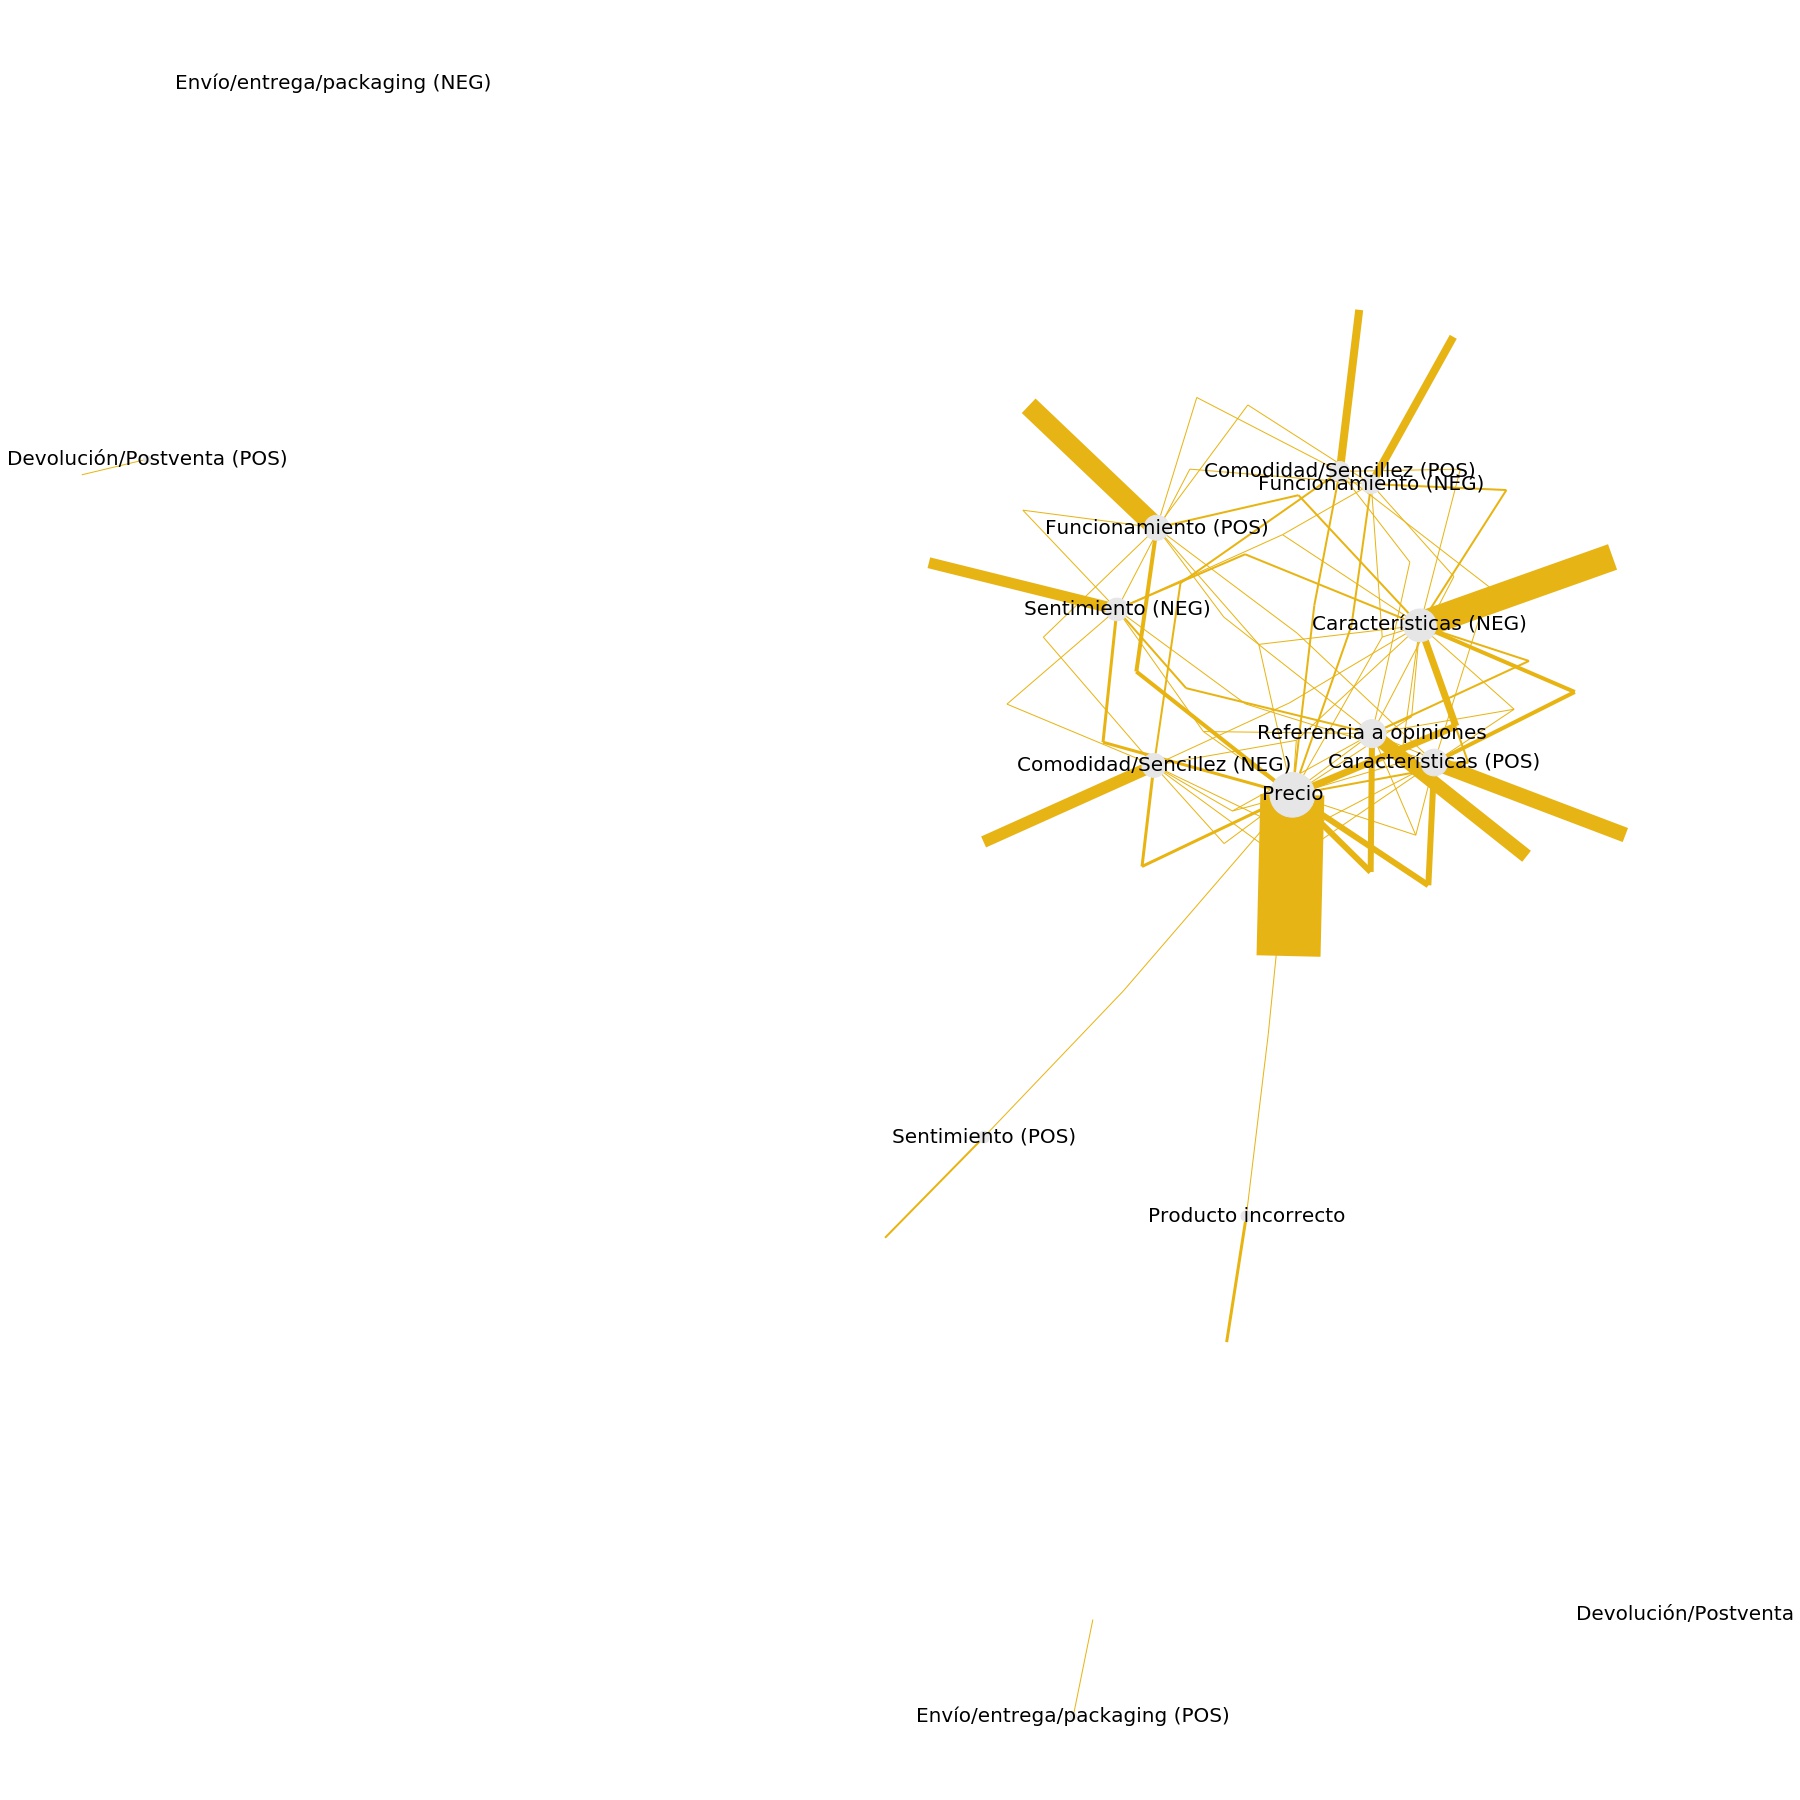 Envío/entrega/packaging (NEG)
Devolución/Postventa (POS)
Comodidad/Sencillez (POS)
Funcionamiento (NEG)
Funcionamiento (POS)
Sentimiento (NEG)
Características (NEG)
Referencia a opiniones
Características (POS)
Comodidad/Sencillez (NEG)
Precio
Sentimiento (POS)
Producto incorrecto
Devolución/Postventa
Envío/entrega/packaging (POS)